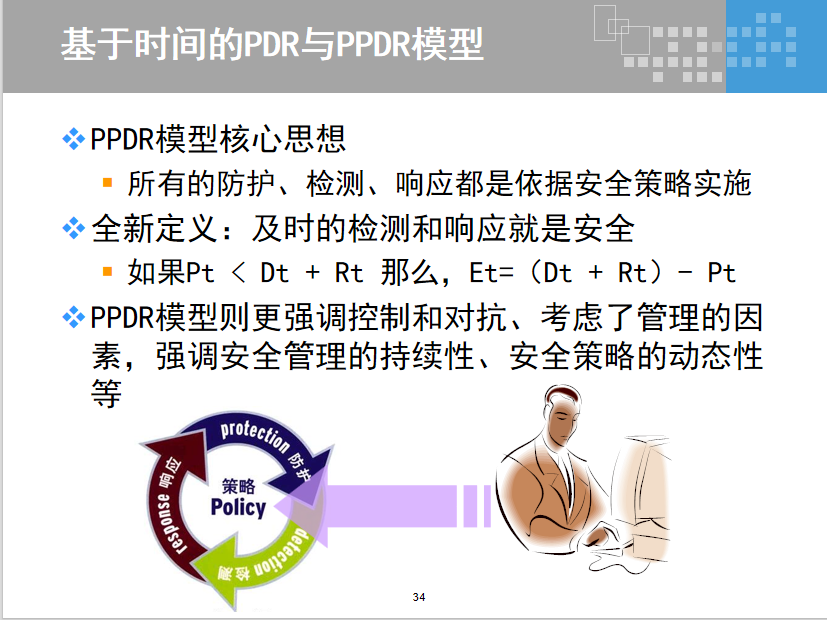 基于时间的PDR与PPDR模型
PPDR模型核心思想
所有的防护、检测、响应都是依据安全策略实施
全新定义：及时的检测和响应就是安全
如果Pt < Dt + Rt 那么，Et=（Dt + Rt）- Pt
PPDR模型则更强调控制和对抗、考虑了管理的因
素，强调安全管理的持续性、安全策略的动态性
等
protection 防护
response 响应
策略
Policy
detection 检测
34